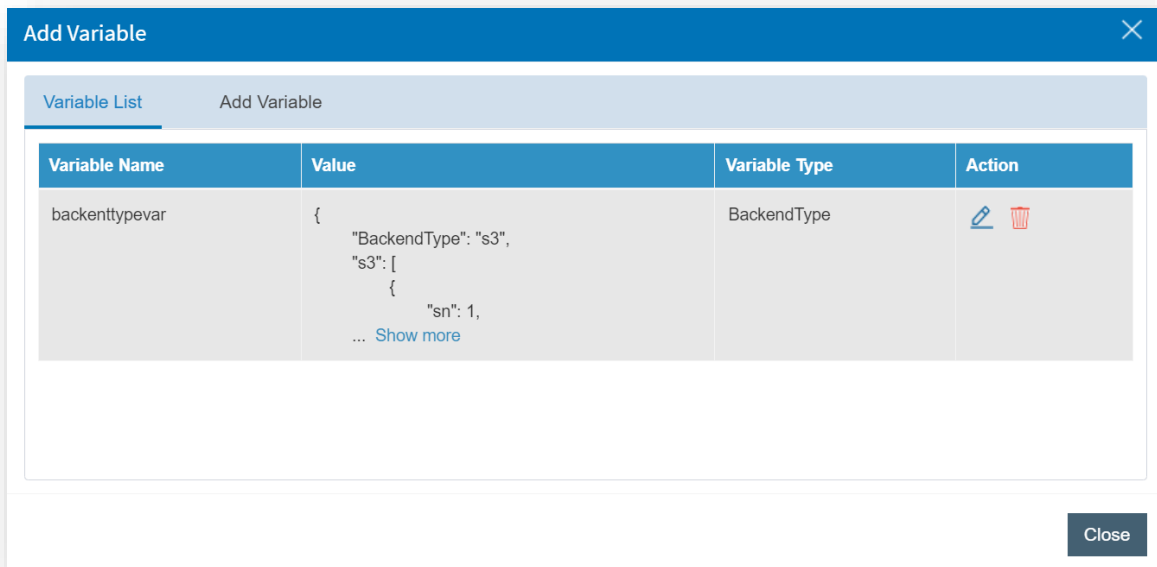 Add Variable
Variable List Add Variable
Variable Name Value Variable Type Action
backenttypevar { BackendType
"BackendType": "s3",
"s3": [
{
"sn": 1,
... Show more
Close